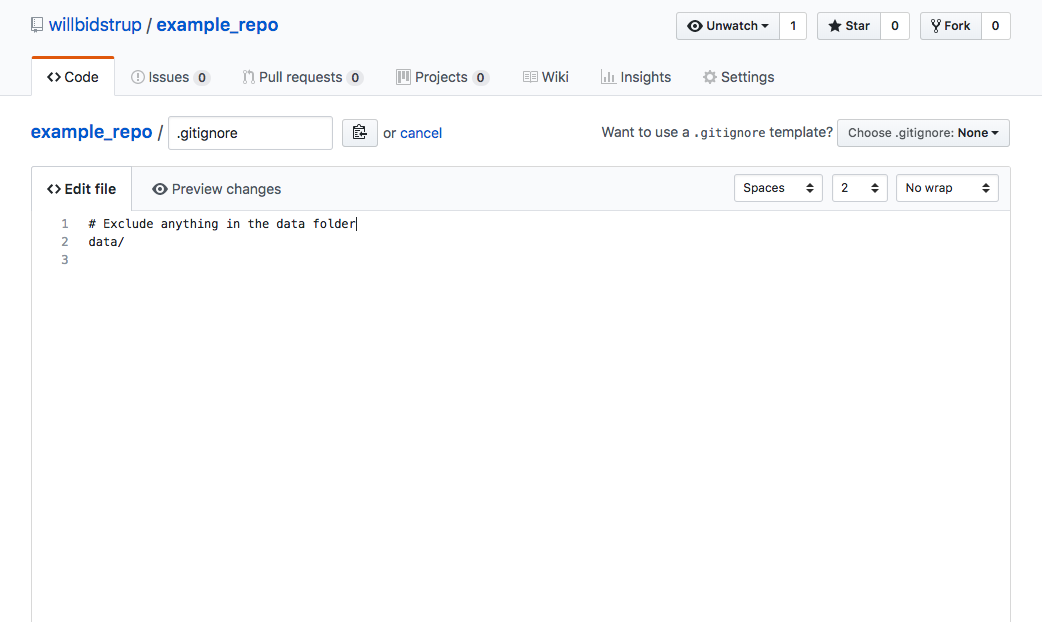 willbidstrup / example_repo
Unwatch 1 Star 0 Fork 0
Code Issues 0 Pull requests 0 Projects 0 Wiki Insights Settings
example_repo / .gitignore or cancel Want to use a .gitignore template? Choose .gitignore: None
Edit file Preview changes Spaces 2 No wrap
1 # Exclude anything in the data folder
2 data/
3